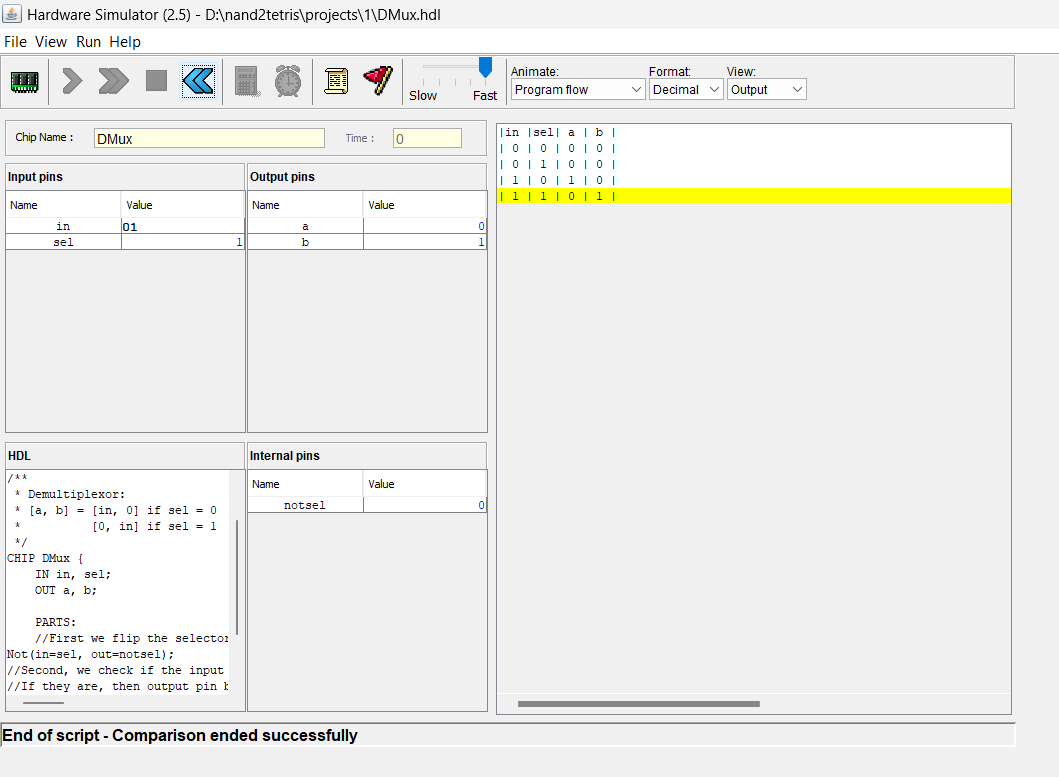 Hardware Simulator (2.5) - D:\nand2tetris\projects\1\DMux.hdl
File View Run Help
Slow Fast
Animate: Format: View:
Program flow Decimal Output
Chip Name : DMux Time : 0
Input pins
Name Value
in 01
sel 1
Output pins
Name Value
a 0
b 1
HDL
/**
* Demultiplexor:
* [a, b] = [in, 0] if sel = 0
* [0, in] if sel = 1
*/
CHIP DMux {
IN in, sel;
OUT a, b;
PARTS:
//First we flip the selector
Not(in=sel, out=notsel);
//Second, we check if the input
//If they are, then output pin b
Internal pins
Name Value
notsel 0
|in |sel| a | b |
| 0 | 0 | 0 | 0 |
| 0 | 1 | 0 | 0 |
| 1 | 0 | 1 | 0 |
| 1 | 1 | 0 | 1 |
End of script - Comparison ended successfully